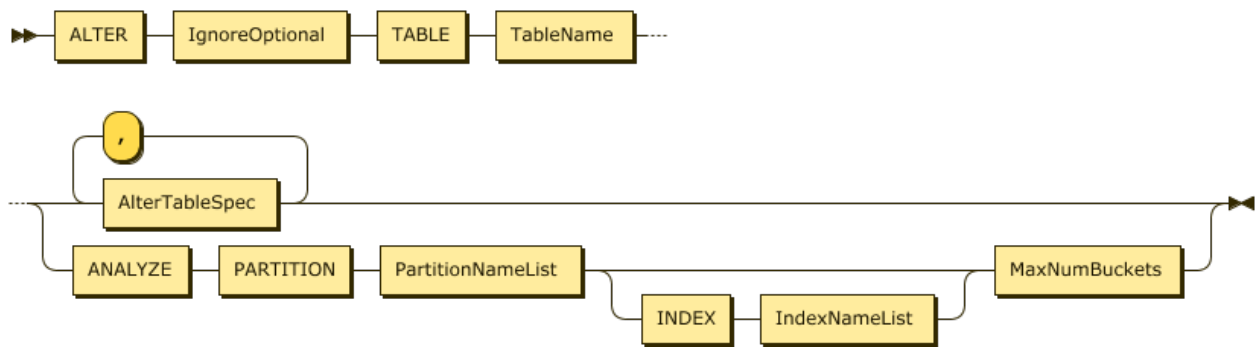 ALTER IgnoreOptional TABLE TableName
,
AlterTableSpec
ANALYZE PARTITION PartitionNameList MaxNumBuckets
INDEX IndexNameList